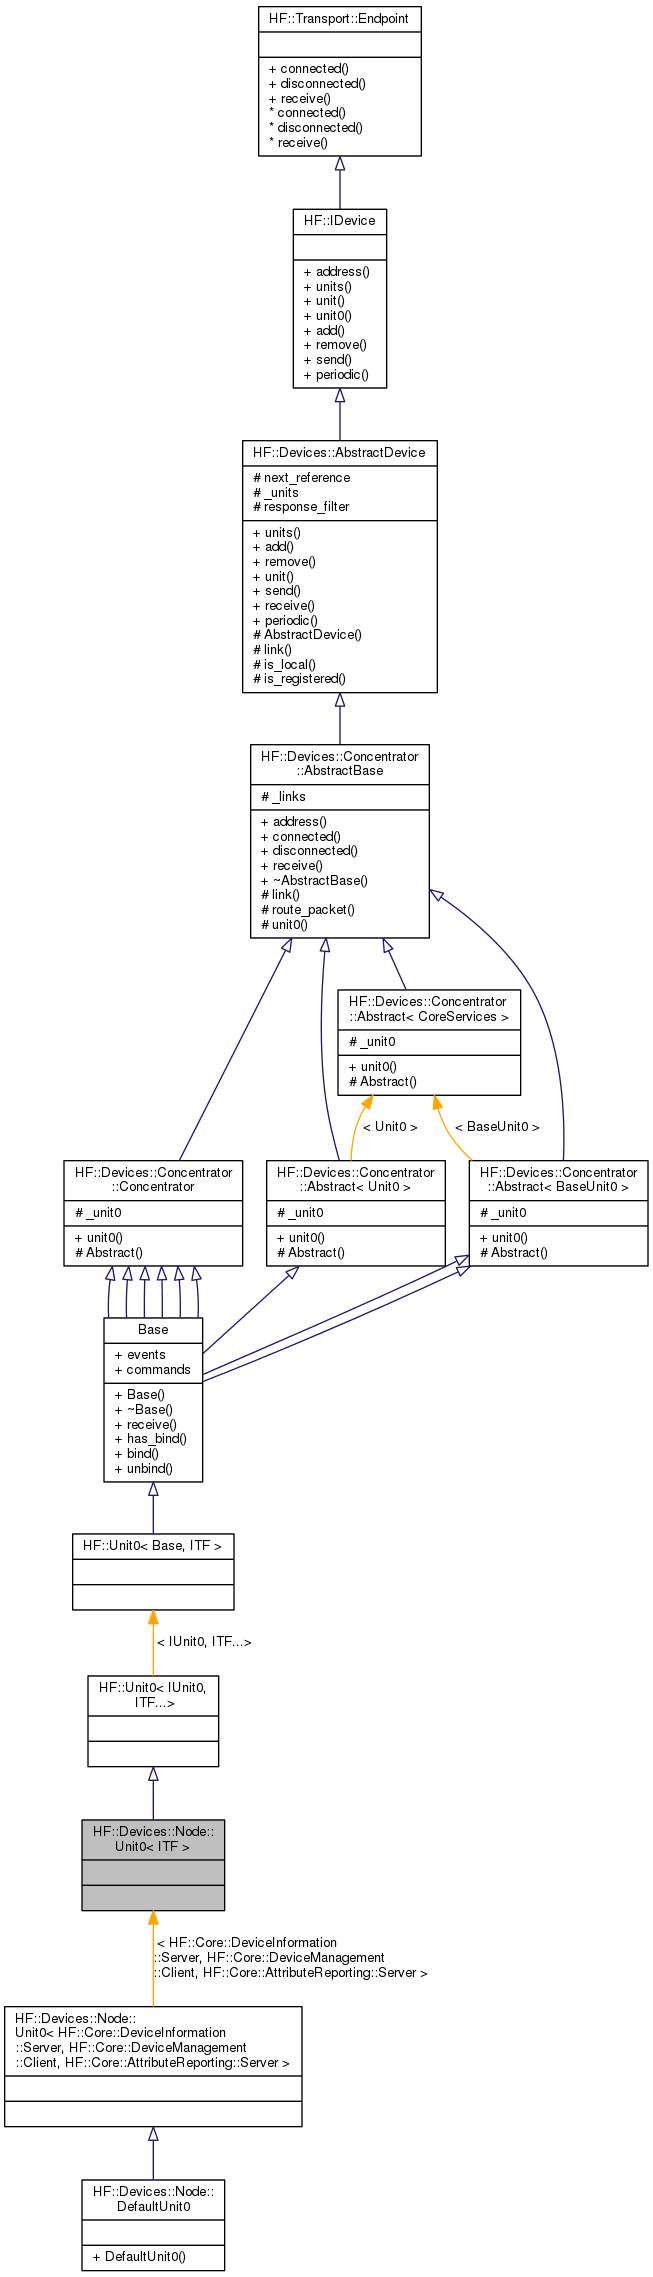 HF::Transport::Endpoint
+ connected()
+ disconnected()
+ receive()
* connected()
* disconnected()
* receive()
HF::IDevice
+ address()
+ units()
+ unit()
+ unit0()
+ add()
+ remove()
+ send()
+ periodic()
HF::Devices::AbstractDevice
# next_reference
# _units
# response_filter
+ units()
+ add()
+ remove()
+ unit()
+ send()
+ receive()
+ periodic()
# AbstractDevice()
# link()
# is_local()
# is_registered()
HF::Devices::Concentrator
::AbstractBase
# _links
+ address()
+ connected()
+ disconnected()
+ receive()
+ ~AbstractBase()
# link()
# route_packet()
# unit0()
HF::Devices::Concentrator
::Abstract< CoreServices >
# _unit0
+ unit0()
# Abstract()
< Unit0 >
< BaseUnit0 >
HF::Devices::Concentrator
::Concentrator
# _unit0
+ unit0()
# Abstract()
HF::Devices::Concentrator
::Abstract< Unit0 >
# _unit0
+ unit0()
# Abstract()
HF::Devices::Concentrator
::Abstract< BaseUnit0 >
# _unit0
+ unit0()
# Abstract()
Base
+ events
+ commands
+ Base()
+ ~Base()
+ receive()
+ has_bind()
+ bind()
+ unbind()
HF::Unit0< Base, ITF >
< IUnit0, ITF...>
HF::Unit0< IUnit0,
ITF...>
HF::Devices::Node::
Unit0< ITF >
< HF::Core::DeviceInformation
::Server, HF::Core::DeviceManagement
::Client, HF::Core::AttributeReporting::Server >
HF::Devices::Node::
Unit0< HF::Core::DeviceInformation
::Server, HF::Core::DeviceManagement
::Client, HF::Core::AttributeReporting::Server >
HF::Devices::Node::
DefaultUnit0
+ DefaultUnit0()